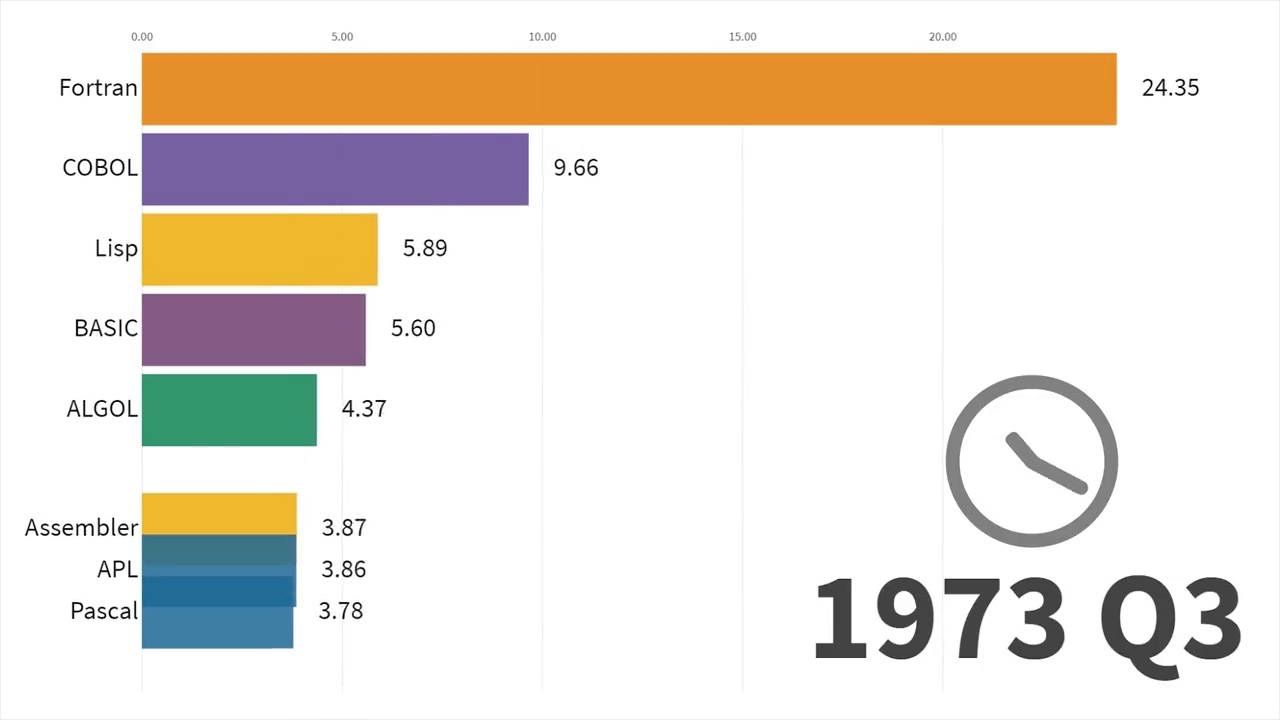 0.00 5.00 10.00 15.00 20.00
Fortran 24.35
COBOL 9.66
Lisp 5.89
BASIC 5.60
ALGOL 4.37
Assembler 3.87
APL 3.86
Pascal 3.78
1973 Q3